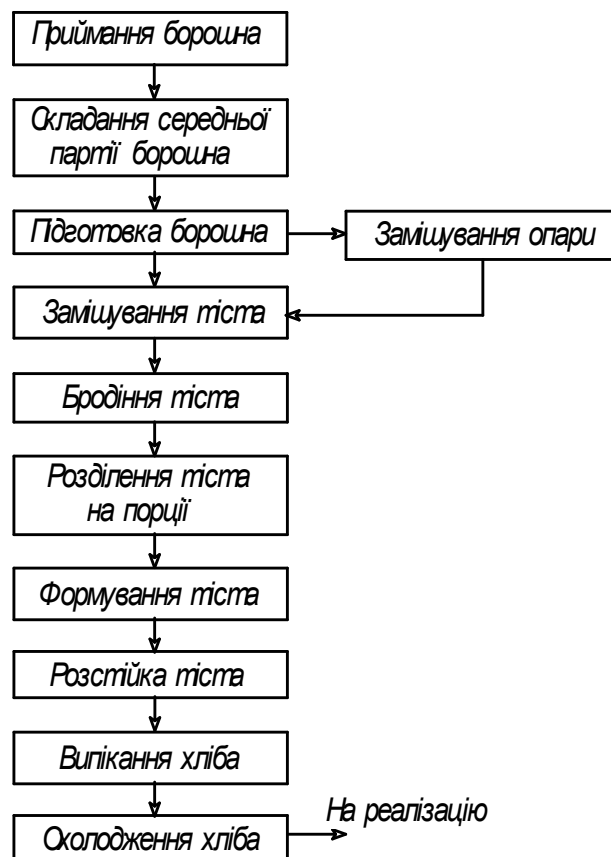 Приймання борошна
Складання середньої
партії борошна
Підготовка борошна
Замішування опари
Замішування тіста
Бродіння тіста
Розділення тіста
на порції
Формування тіста
Розстійка тіста
Випікання хліба
Охолодження хліба
На реалізацію